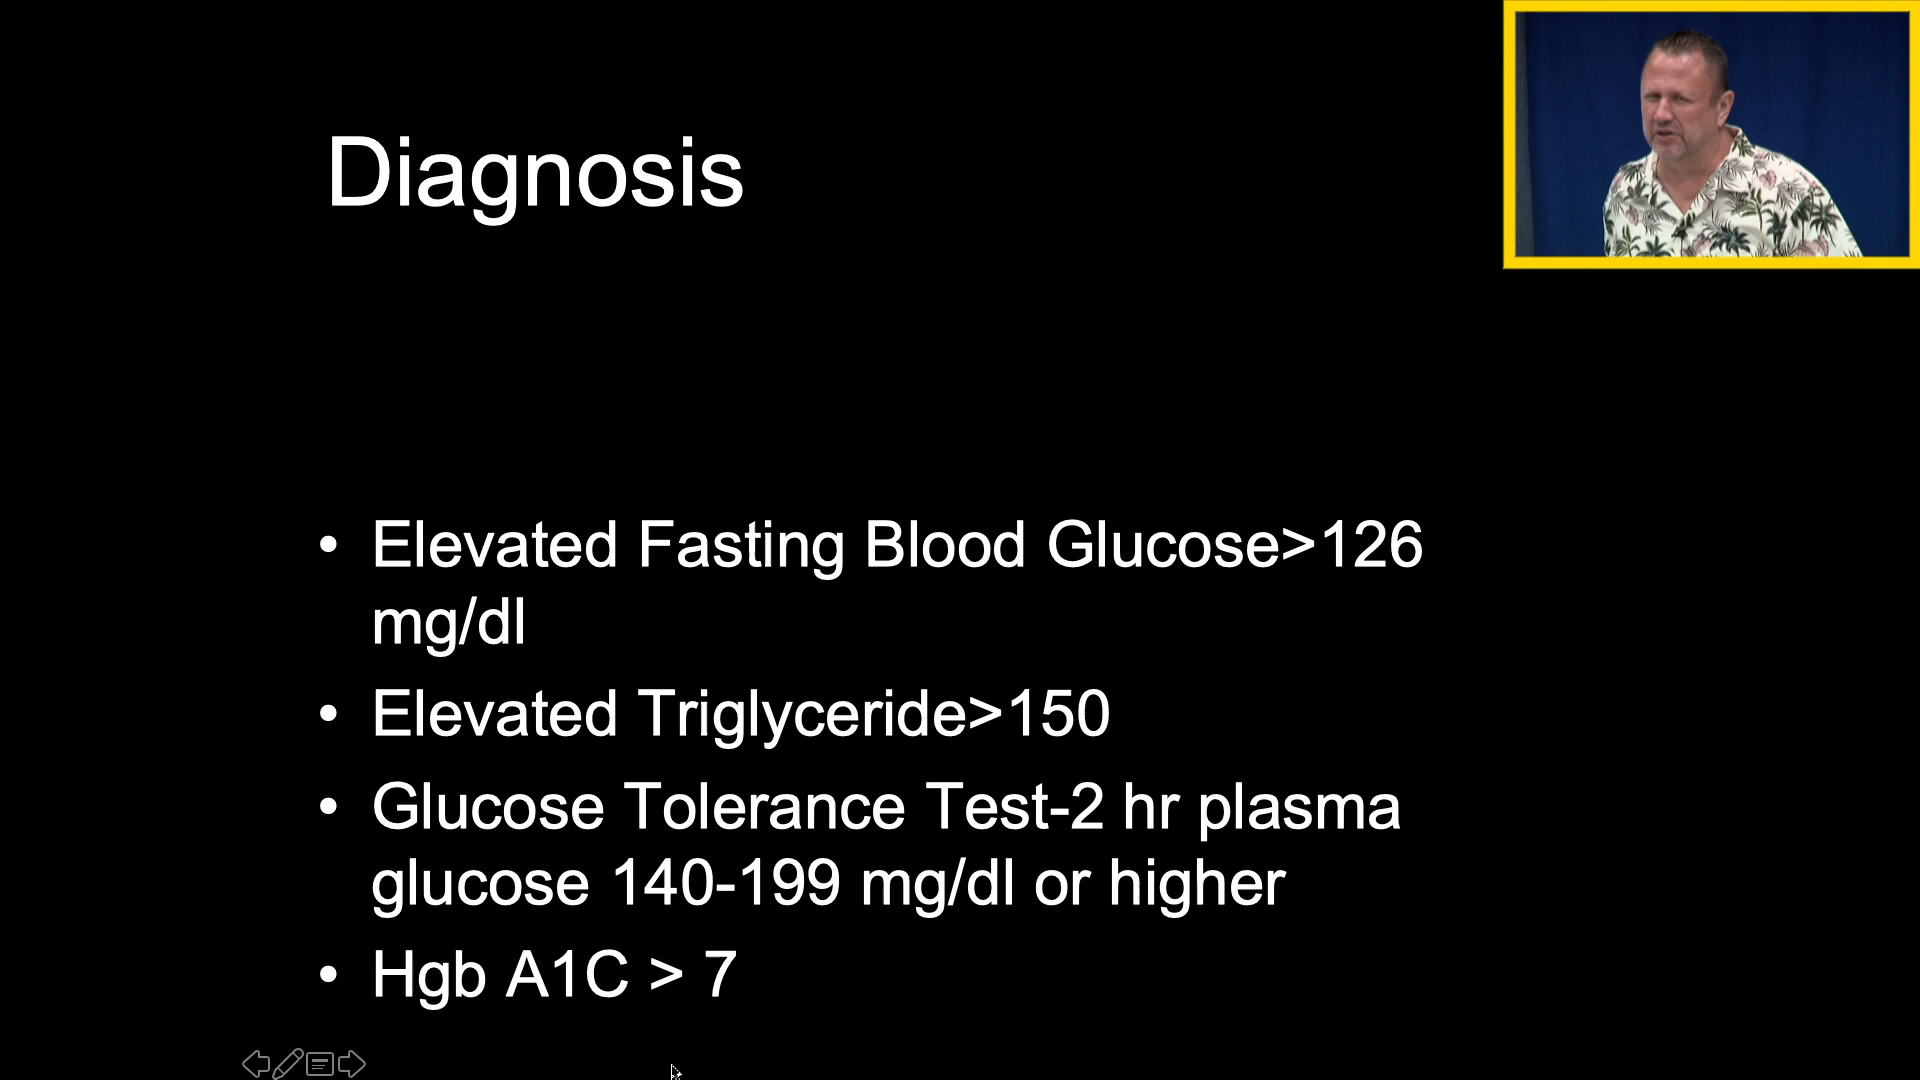 Diagnosis
• Elevated Fasting Blood Glucose>126
mg/dl
• Elevated Triglyceride>150
• Glucose Tolerance Test-2 hr plasma
glucose 140-199 mg/dl or higher
• Hgb A1C > 7